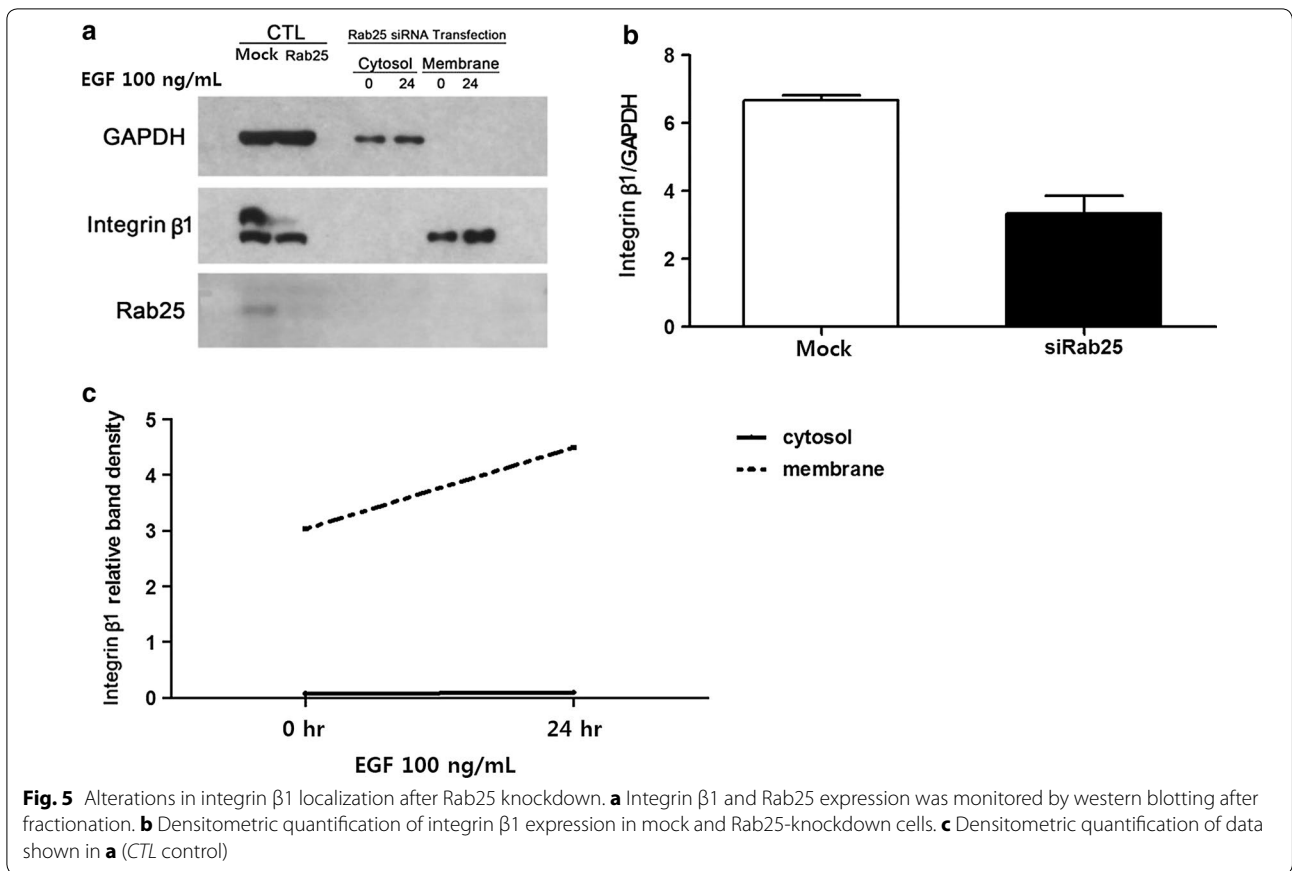 a
CTL
Mock Rab25
Rab25 siRNA Transfection
Cytosol Membrane
EGF 100 ng/mL
0 24 0 24
GAPDH
Integrin β1
Rab25
b
Integrin β1/GAPDH
8
6
4
2
0
Mock siRab25
c
Integrin β1 relative band density
5
4
3
2
1
0
0 hr 24 hr
EGF 100 ng/mL
cytosol
membrane
Fig. 5 Alterations in integrin β1 localization after Rab25 knockdown. a Integrin β1 and Rab25 expression was monitored by western blotting after
fractionation. b Densitometric quantification of integrin β1 expression in mock and Rab25-knockdown cells. c Densitometric quantification of data
shown in a (CTL control)